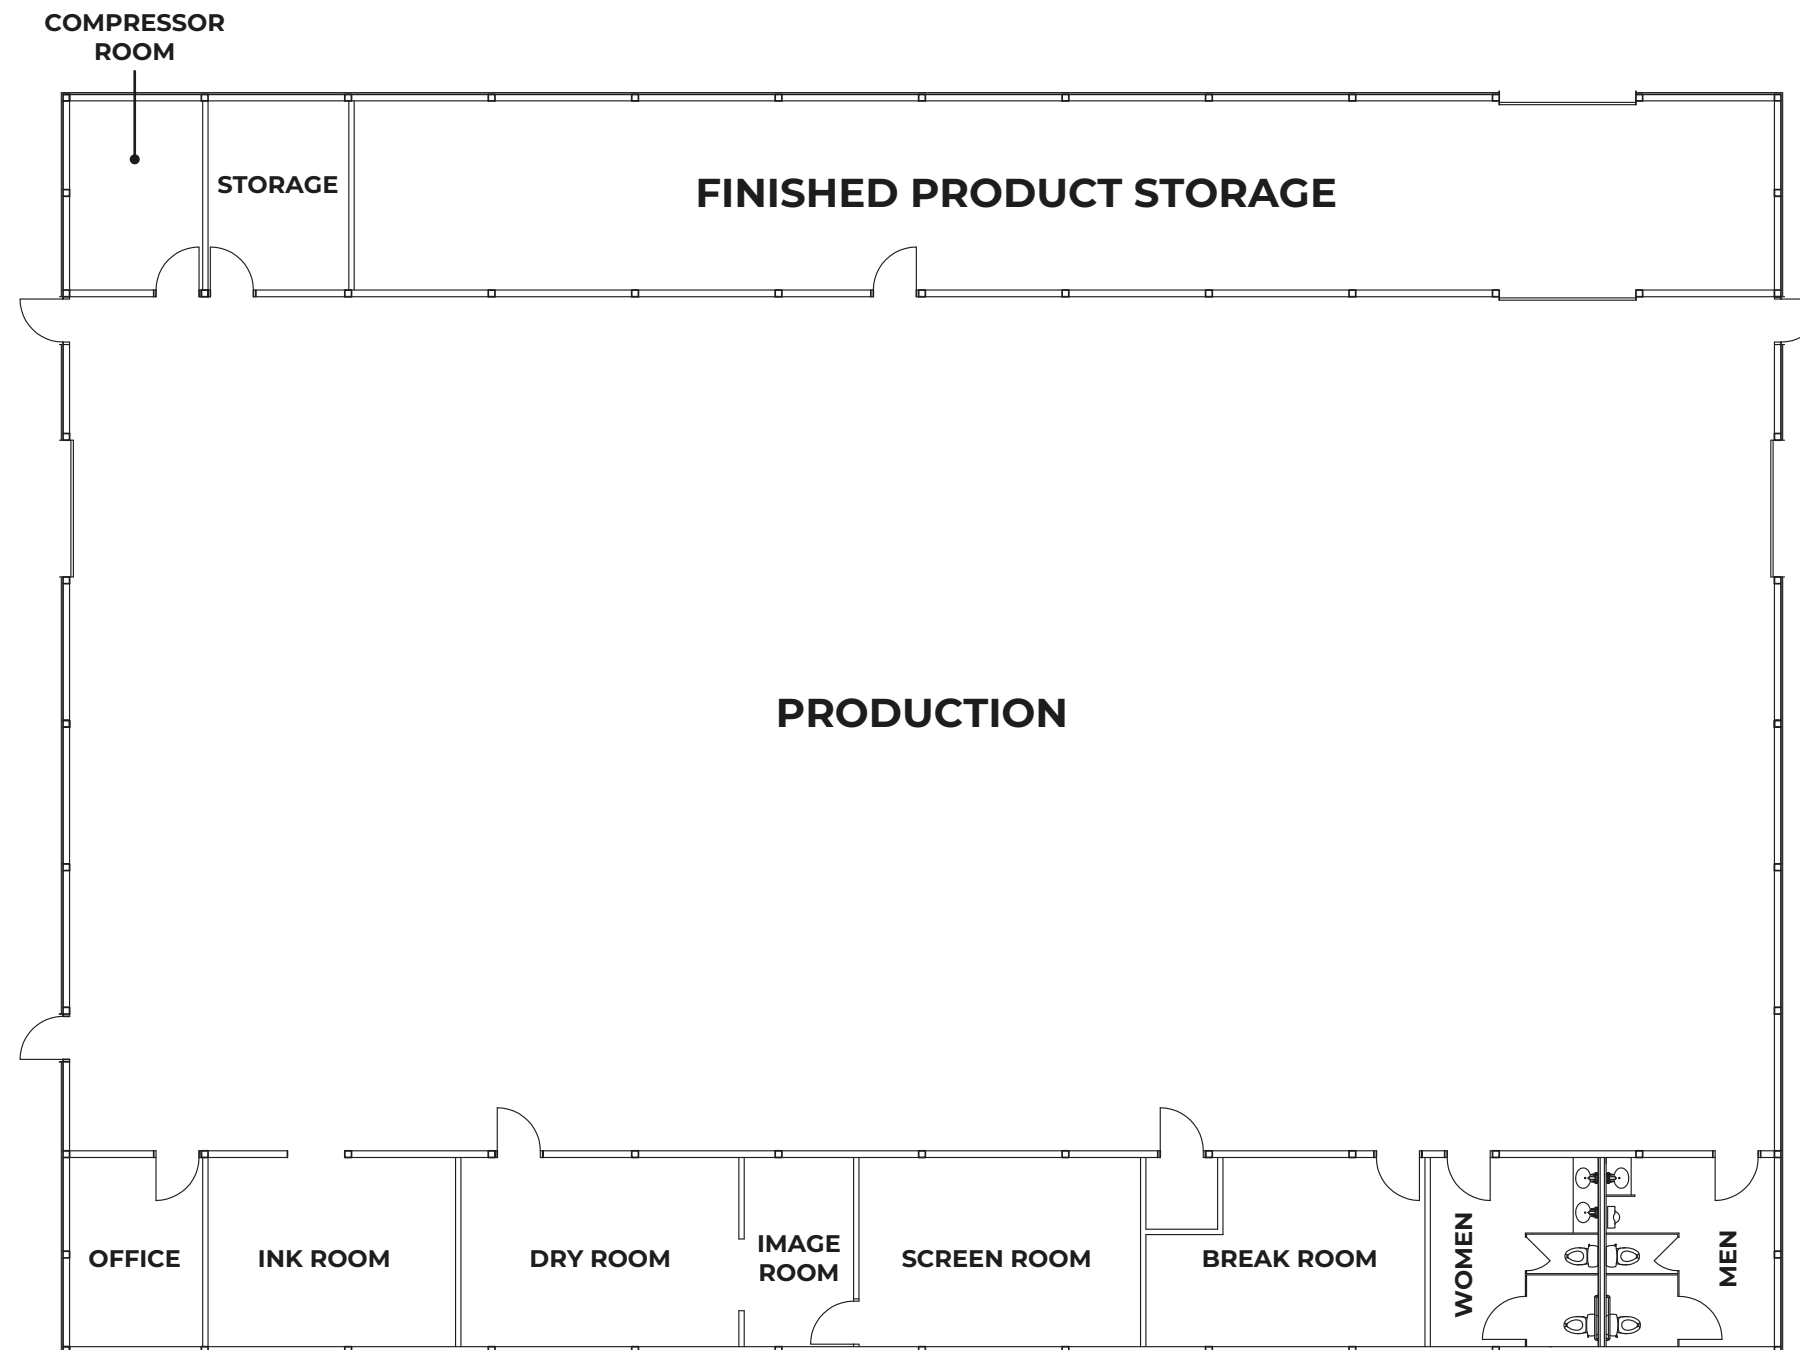 COMPRESSOR
ROOM
STORAGE
FINISHED PRODUCT STORAGE
PRODUCTION
OFFICE
INK ROOM
DRY ROOM
IMAGE
ROOM
SCREEN ROOM
BREAK ROOM
WOMEN
MEN